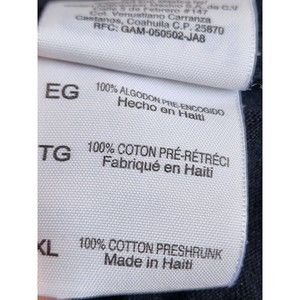 Calle 5 de Febrero #147
Col. Venustiano Carranza
Castaños, Coahuila C.P. 25870
RFC: GAM-050502-JA8
EG
100% ALGODON PRE-ENCOGIDO
Hecho en Haiti
TG
100% COTON PRÉ-RÉTRÉCI
Fabriqué en Haiti
XL
100% COTTON PRESHRUNK
Made in Haiti